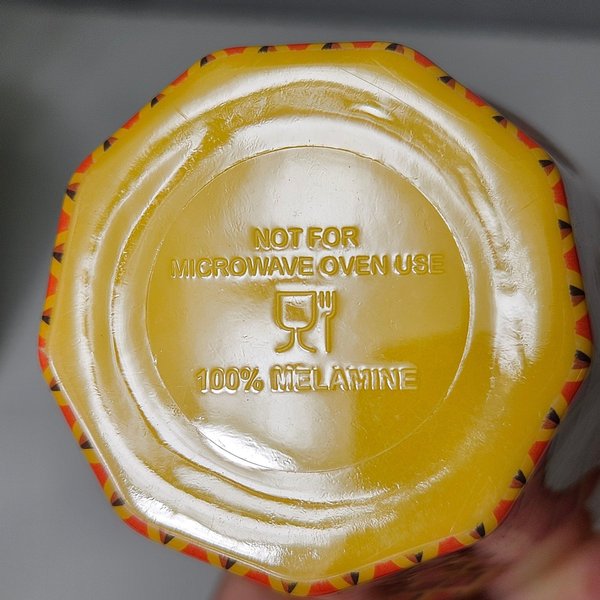 NOT FOR
MICROWAVE OVEN USE
100% MELAMINE